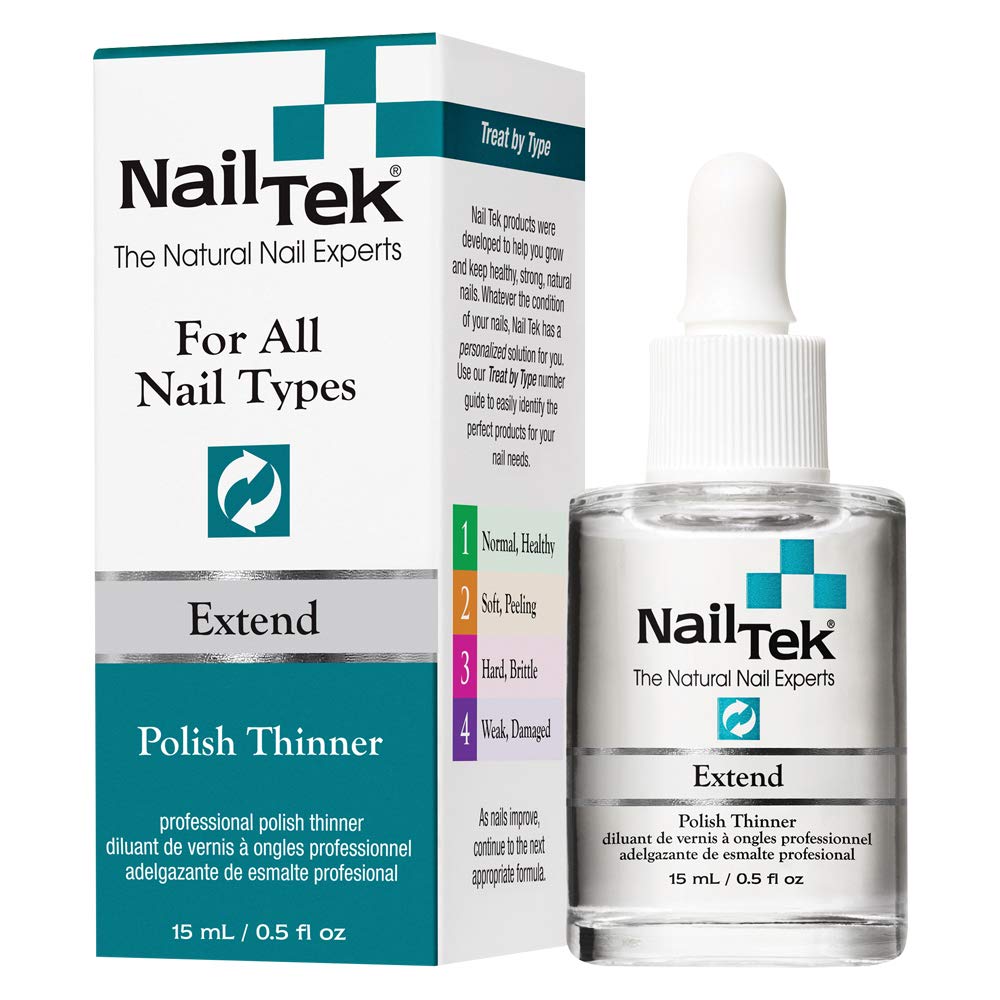 NailTek®
The Natural Nail Experts
For All
Nail Types
Extend
Polish Thinner
professional polish thinner
diluant de vernis à ongles professionnel
adelgazante de esmalte profesional
15 mL / 0.5 fl oz
Treat by Type
Nail Tek products were
developed to help you grow
and keep healthy, strong, natural
nails. Whatever the condition
of your nails, Nail Tek has a
personalized solution for you.
Use our Treat by Type number
guide to easily identify the
perfect products for your
nail needs.
1 Normal, Healthy
2 Soft, Peeling
3 Hard, Brittle
4 Weak, Damaged
As nails improve,
continue to the next
appropriate formula.
NailTek®
The Natural Nail Experts
Extend
Polish Thinner
diluant de vernis à ongles professionnel
adelgazante de esmalte profesional
15 mL / 0.5 fl oz